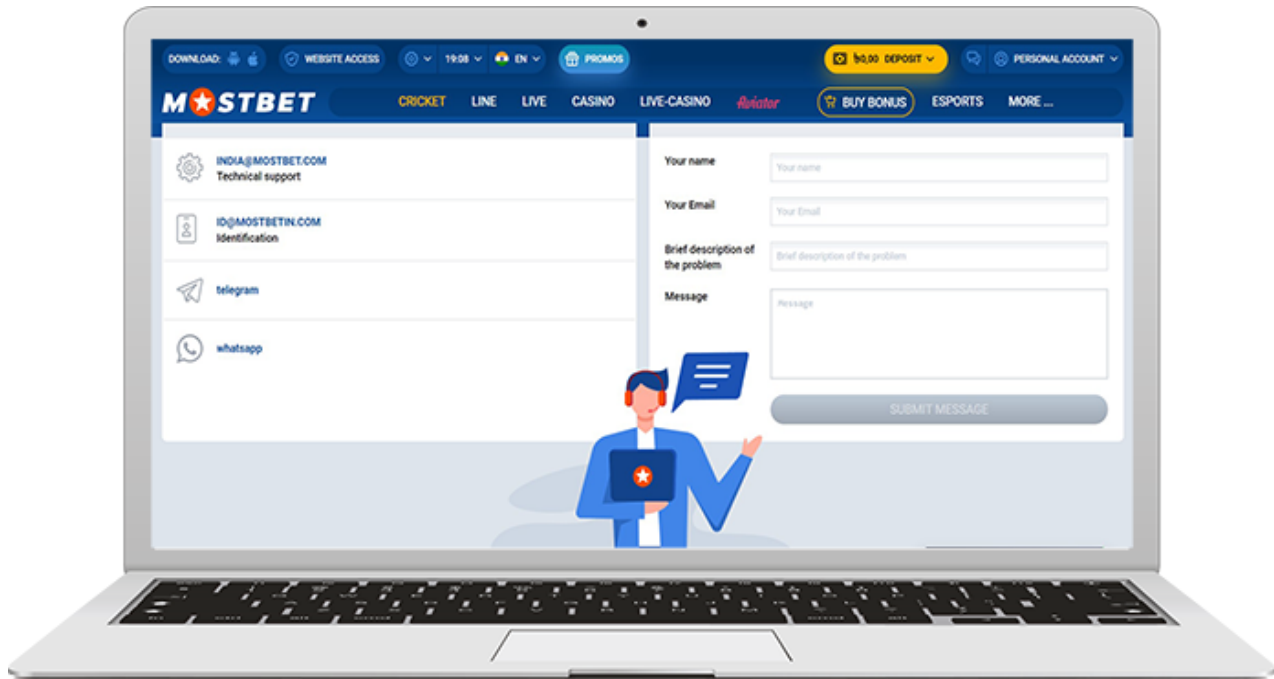 DOWNLOAD:
WEBSITE ACCESS
19:08
EN
PROMOS
৳0,00 DEPOSIT
PERSONAL ACCOUNT
MOSTBET
CRICKET
LINE
LIVE
CASINO
LIVE-CASINO
Aviator
BUY BONUS
ESPORTS
MORE ...
INDIA@MOSTBET.COM
Technical support
ID@MOSTBETIN.COM
Identification
telegram
whatsapp
Your name
Your name
Your Email
Your Email
Brief description of
the problem
Brief description of the problem
Message
Message
SUBMIT MESSAGE